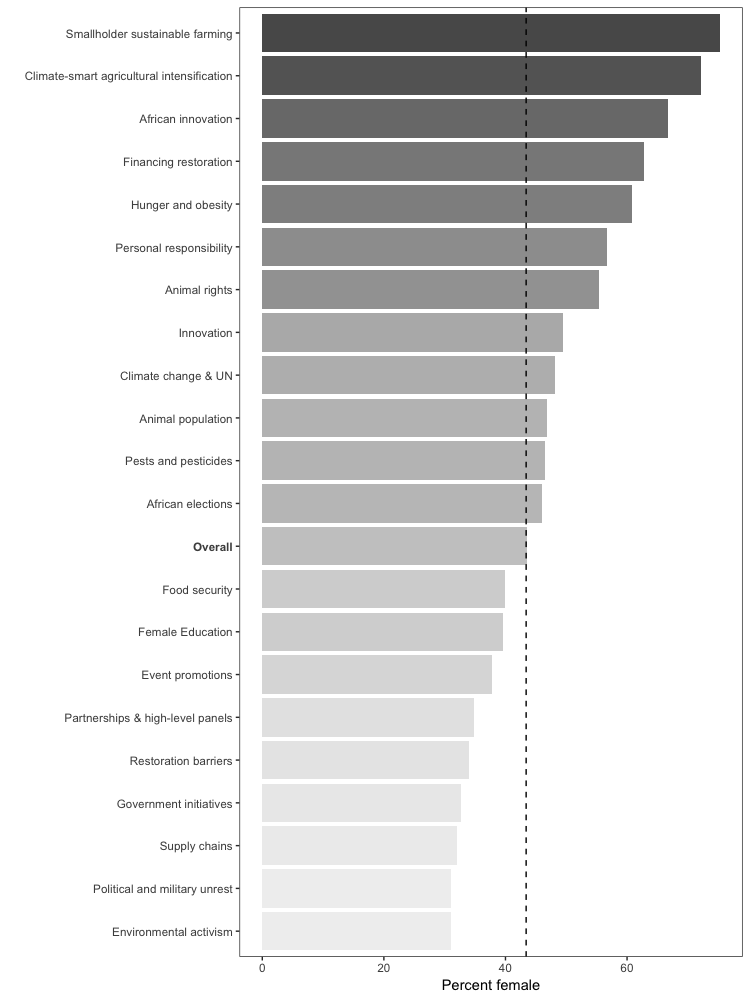 Smallholder sustainable farming
Climate-smart agricultural intensification
African innovation
Financing restoration
Hunger and obesity
Personal responsibility
Animal rights
Innovation
Climate change & UN
Animal population
Pests and pesticides
African elections
Overall
Food security
Female Education
Event promotions
Partnerships & high-level panels
Restoration barriers
Government initiatives
Supply chains
Political and military unrest
Environmental activism
0 20 40 60
Percent female